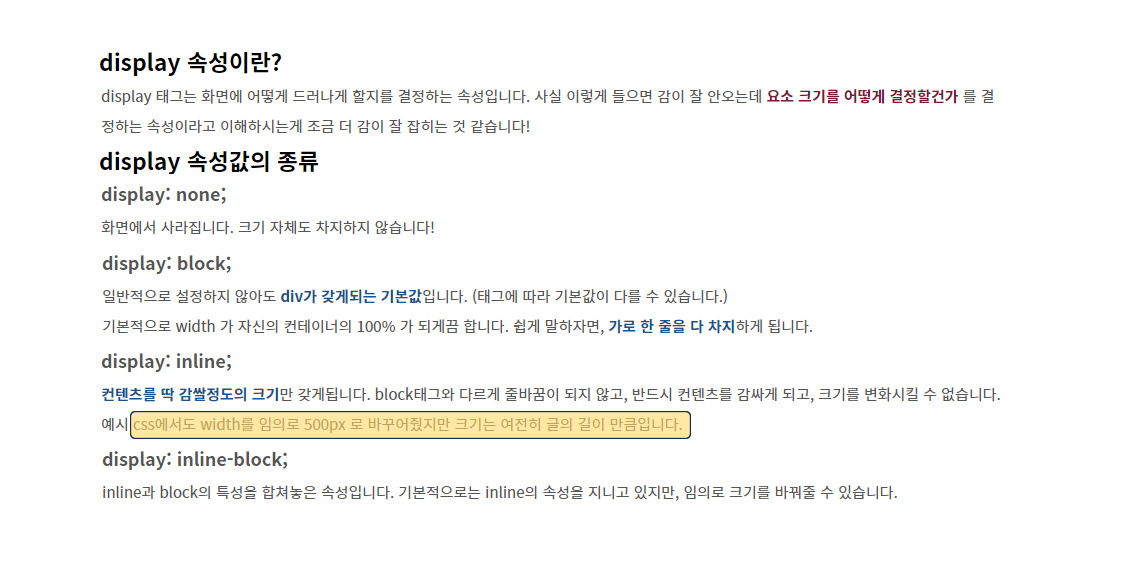 display 속성이란?
display 태그는 화면에 어떻게 드러나게 할지를 결정하는 속성입니다. 사실 이렇게 들으면 감이 잘 안오는데 요소 크기를 어떻게 결정할건가 를 결
정하는 속성이라고 이해하시는게 조금 더 감이 잘 잡히는 것 같습니다!
display 속성값의 종류
display: none;
화면에서 사라집니다. 크기 자체도 차지하지 않습니다!
display: block;
일반적으로 설정하지 않아도 div가 갖게되는 기본값입니다. (태그에 따라 기본값이 다를 수 있습니다.)
기본적으로 width 가 자신의 컨테이너의 100% 가 되게끔 합니다. 쉽게 말하자면, 가로 한 줄을 다 차지하게 됩니다.
display: inline;
컨텐츠를 딱 감쌀정도의 크기만 갖게됩니다. block태그와 다르게 줄바꿈이 되지 않고, 반드시 컨텐츠를 감싸게 되고, 크기를 변화시킬 수 없습니다.
예시 css에서도 width를 임의로 500px 로 바꾸어줬지만 크기는 여전히 글의 길이 만큼입니다.
display: inline-block;
inline과 block의 특성을 합쳐놓은 속성입니다. 기본적으로는 inline의 속성을 지니고 있지만, 임의로 크기를 바꿔줄 수 있습니다.